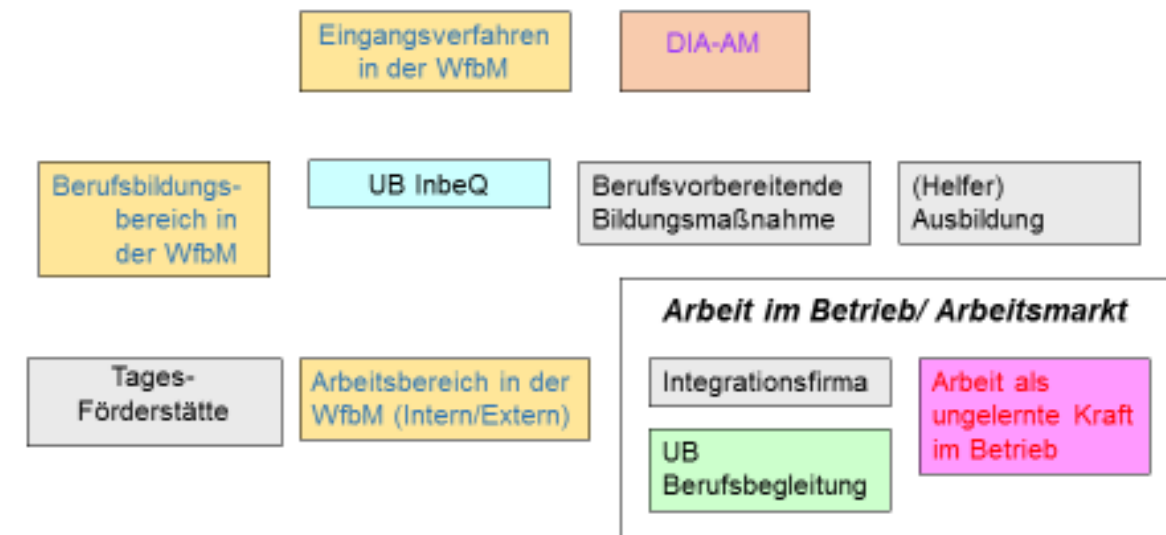 Eingangsverfahren
in der WfbM
DIA-AM
Berufsbildungs-
bereich in
der WfbM
UB InbeQ
Berufsvorbereitende
Bildungsmaßnahme
(Helfer)
Ausbildung
Arbeit im Betrieb/ Arbeitsmarkt
Tages-
Förderstätte
Arbeitsbereich in der
WfbM (Intern/Extern)
Integrationsfirma
UB
Berufsbegleitung
Arbeit als
ungelernte Kraft
im Betrieb